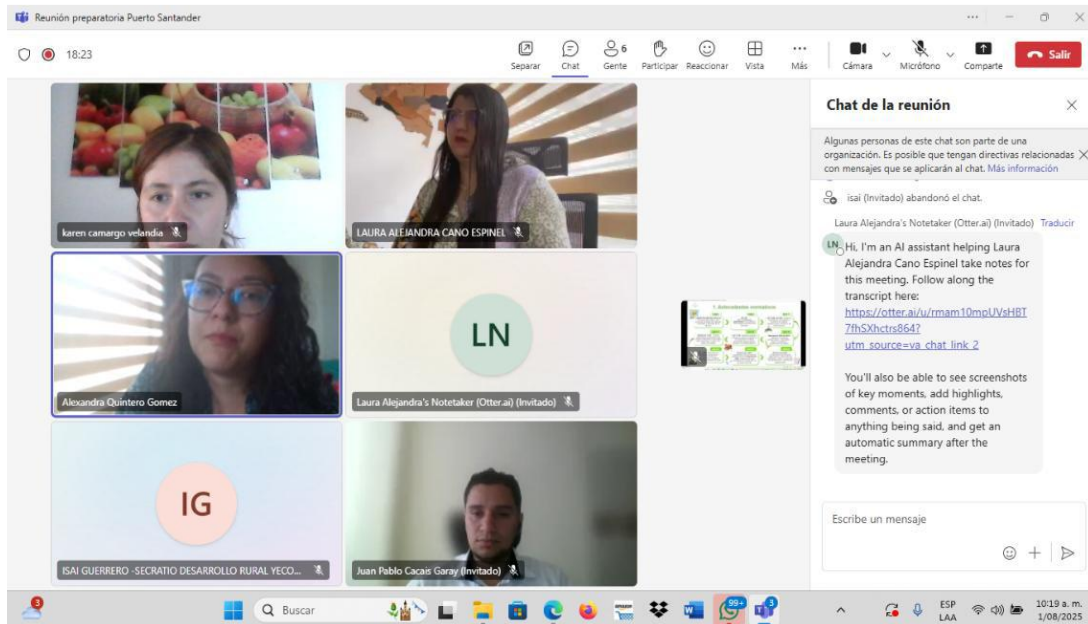 Reunión preparatoria Puerto Santander
18:23
Separar
Chat
6
Gente
Participar
Reaccionar
Vista
Más
Cámara
Micrófono
Comparte
Salir
karen camargo velandia
LAURA ALEJANDRA CANO ESPINEL
Alexandra Quintero Gomez
LN
Laura Alejandra's Notetaker (Otter.ai) (Invitado)
IG
ISAI GUERRERO -SECRATIO DESARROLLO RURAL YECO...
Juan Pablo Cacais Garay (Invitado)
Chat de la reunión
Algunas personas de este chat son parte de una
organización. Es posible que tengan directivas relacionadas
con mensajes que se aplicarán al chat. Más información
isai (Invitado) abandonó el chat.
Laura Alejandra's Notetaker (Otter.ai) (Invitado) Traducir
LN
Hi, I'm an AI assistant helping Laura
Alejandra Cano Espinel take notes for
this meeting. Follow along the
transcript here:
https://otter.ai/u/rmam10mpUVsHBT
7fhSXhctrs864?
utm_source=va_chat_link_2
You'll also be able to see screenshots
of key moments, add highlights,
comments, or action items to
anything being said, and get an
automatic summary after the
meeting.
Escribe un mensaje
3
Buscar
99+
3
ESP
LAA
10:19 a. m.
1/08/2025